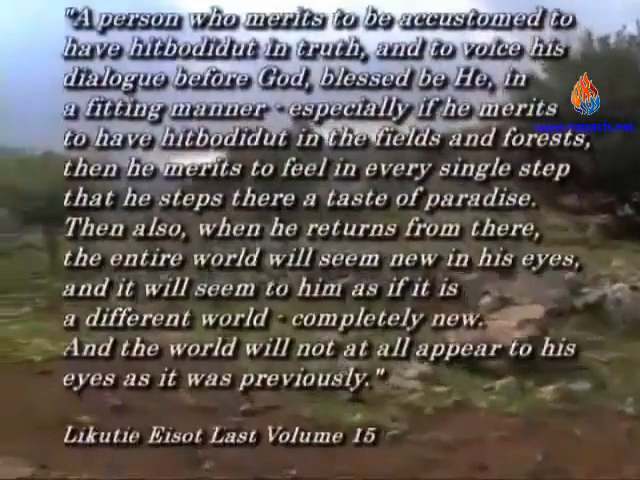 "A person who merits to be accustomed to
have hitbodidut in truth, and to voice his
dialogue before God, blessed be He, in
a fitting manner - especially if he merits
to have hitbodidut in the fields and forests,
then he merits to feel in every single step
that he steps there a taste of paradise.
Then also, when he returns from there,
the entire world will seem new in his eyes,
and it will seem to him as if it is
a different world - completely new.
And the world will not at all appear to his
eyes as it was previously."
Likutie Eisot Last Volume 15